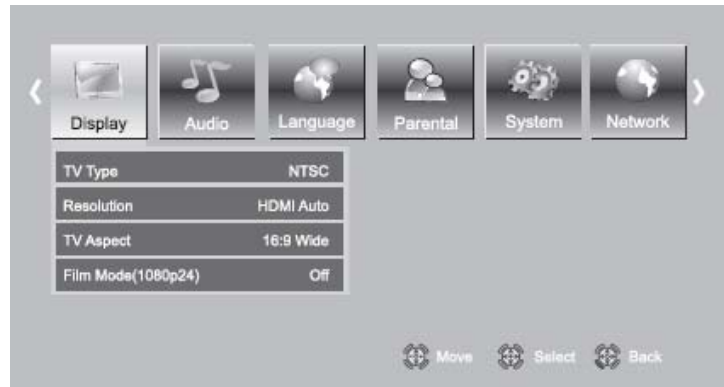 Display Audio Language Parental System Network
TV Type NTSC
Resolution HDMI Auto
TV Aspect 16:9 Wide
Film Mode(1080p24) Off
Move Select Back